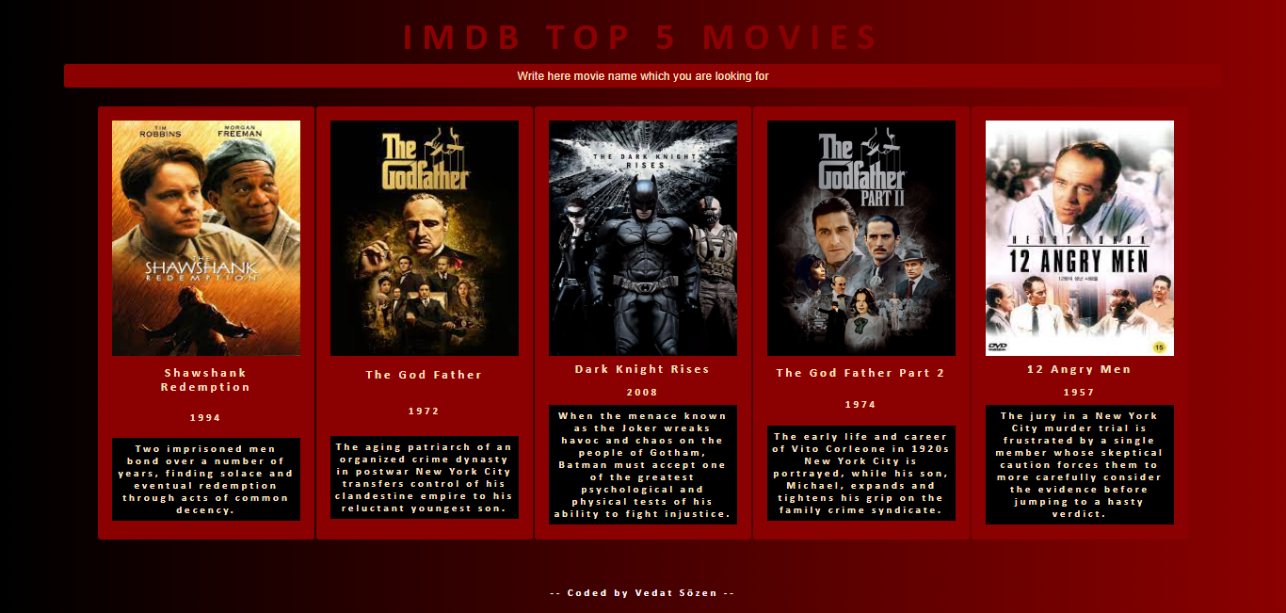 IMDB TOP 5 MOVIES
Write here movie name which you are looking for
TIM
ROBBINS
MORGAN
FREEMAN
THE
SHAWSHANK
REDEMPTION
Shawshank
Redemption
1994
Two imprisoned men
bond over a number of
years, finding solace and
eventual redemption
through acts of common
decency.
The
Godfather
The God Father
1972
The aging patriarch of an
organized crime dynasty
in postwar New York City
transfers control of his
clandestine empire to his
reluctant youngest son.
THE DARK KNIGHT
RISES
Dark Knight Rises
2008
When the menace known
as the Joker wreaks
havoc and chaos on the
people of Gotham,
Batman must accept one
of the greatest
psychological and
physical tests of his
ability to fight injustice.
The
Godfather
PART II
The God Father Part 2
1974
The early life and career
of Vito Corleone in 1920s
New York City is
portrayed, while his son,
Michael, expands and
tightens his grip on the
family crime syndicate.
HENRY FONDA
12 ANGRY MEN
DVD
15
12 Angry Men
1957
The jury in a New York
City murder trial is
frustrated by a single
member whose skeptical
caution forces them to
more carefully consider
the evidence before
jumping to a hasty
verdict.
-- Coded by Vedat Sözen --